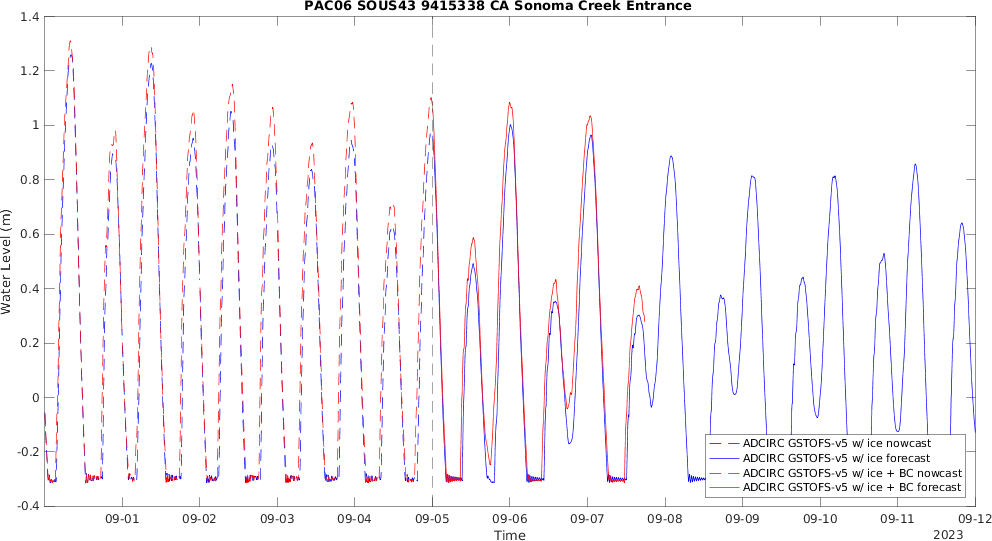 PAC06 SOUS43 9415338 CA Sonoma Creek Entrance
1.4
1.2
1
0.8
0.6
0.4
0.2
0
-0.2
-0.4
Water Level (m)
09-01 09-02 09-03 09-04 09-05 09-06 09-07 09-08 09-09 09-10 09-11 09-12
Time
2023
ADCIRC GSTOFS-v5 w/ ice nowcast
ADCIRC GSTOFS-v5 w/ ice forecast
ADCIRC GSTOFS-v5 w/ ice + BC nowcast
ADCIRC GSTOFS-v5 w/ ice + BC forecast